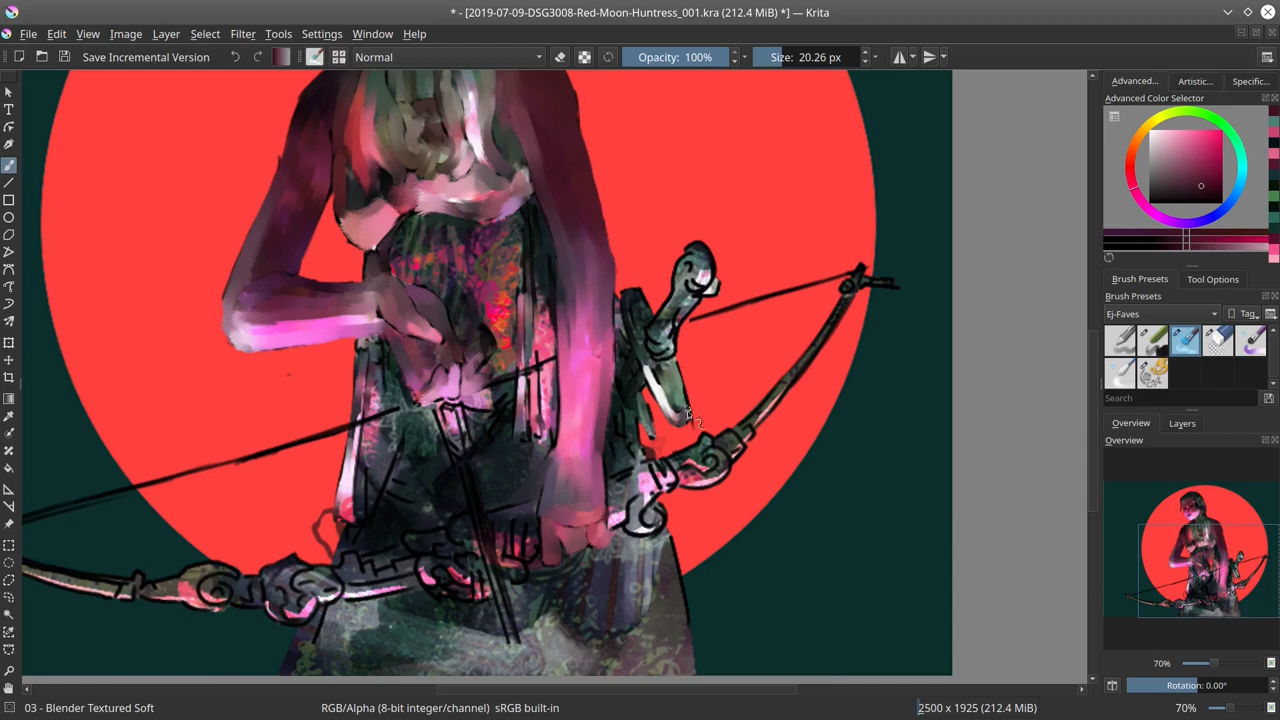 * - [2019-07-09-DSG3008-Red-Moon-Huntress_001.kra (212.4 MiB) *] — Krita
File Edit View Image Layer Select Filter Tools Settings Window Help
Save Incremental Version Normal Opacity: 100% Size: 20.26 px
Advanced... Artistic... Specific...
Advanced Color Selector
Brush Presets Tool Options
Brush Presets
Ej-Faves Tag
Search
Overview Layers
Overview
70%
Rotation: 0.00°
03 - Blender Textured Soft RGB/Alpha (8-bit integer/channel) sRGB built-in 2500 x 1925 (212.4 MiB) 70%